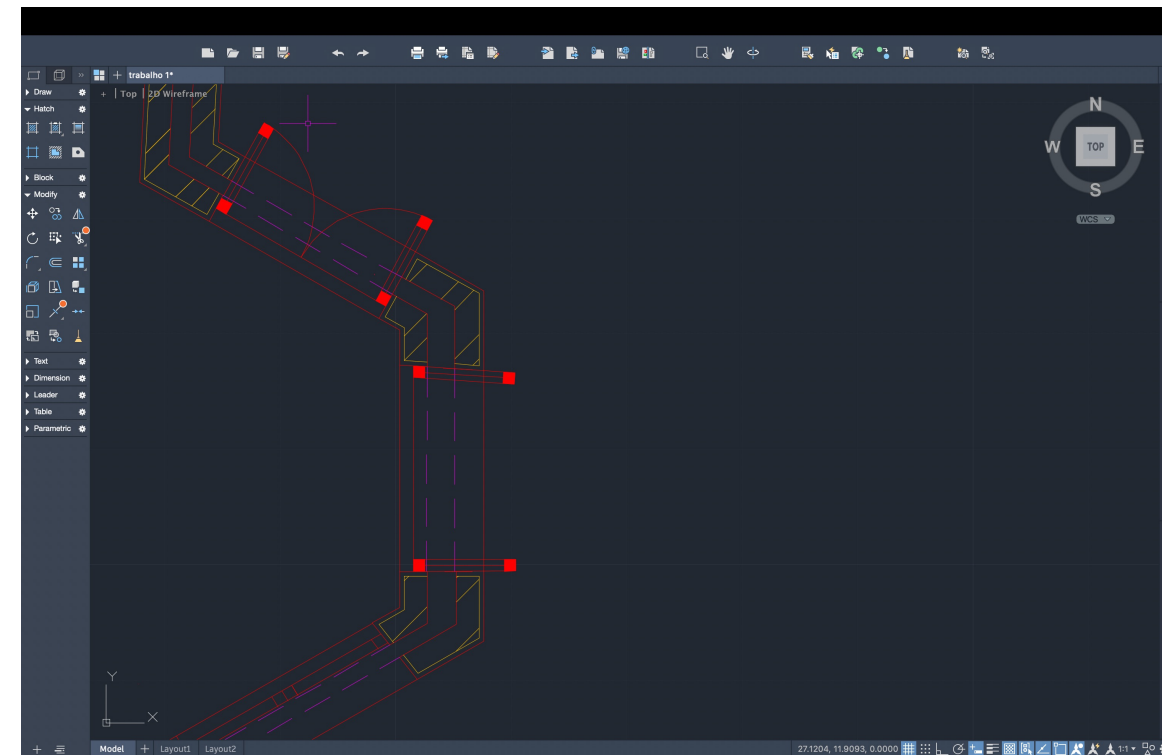 trabalho 1*
Draw
Hatch
Block
Modify
Text
Dimension
Leader
Table
Parametric
+ | Top | 2D Wireframe
N
W TOP E
S
WCS
Y
X
Model + Layout1 Layout2
27.1204, 11.9093, 0.0000
1:1